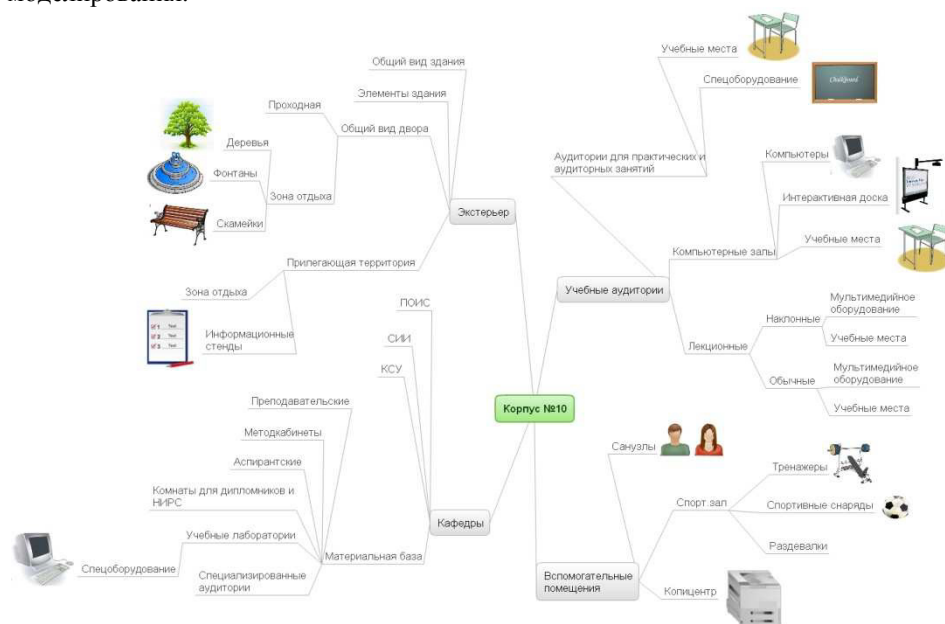 моделирования.
Общий вид здания
Элементы здания
Проходная
Общий вид двора
Деревья
Фонтаны
Зона отдыха
Скамейки
Экстерьер
Прилегающая территория
Зона отдыха
Информационные
стенды
Учебные места
Спецоборудование
Аудитории для практических и
аудиторных занятий
Компьютеры
Интерактивная доска
Учебные места
Компьютерные залы
Учебные аудитории
Мультимедийное
оборудование
Наклонные
Учебные места
Лекционные
Мультимедийное
оборудование
Обычные
Учебные места
ПОИС
СИИ
КСУ
Корпус №10
Преподавательские
Методкабинеты
Аспирантские
Комнаты для дипломников и
НИРС
Кафедры
Учебные лаборатории
Материальная база
Спецоборудование
Специализированные
аудитории
Санузлы
Тренажеры
Спорт.зал
Спортивные снаряды
Раздевалки
Вспомогательные
помещения
Копицентр